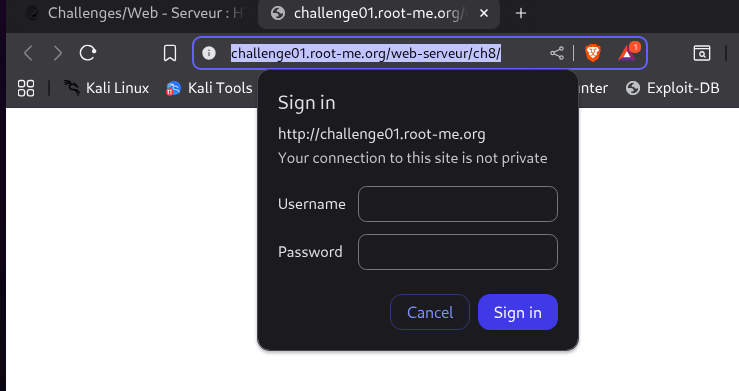 Challenges/Web - Serveur : H
challenge01.root-me.org/
challenge01.root-me.org/web-serveur/ch8/
1
Kali Linux
Kali Tools
nter
Exploit-DB
Sign in
http://challenge01.root-me.org
Your connection to this site is not private
Username
Password
Cancel
Sign in